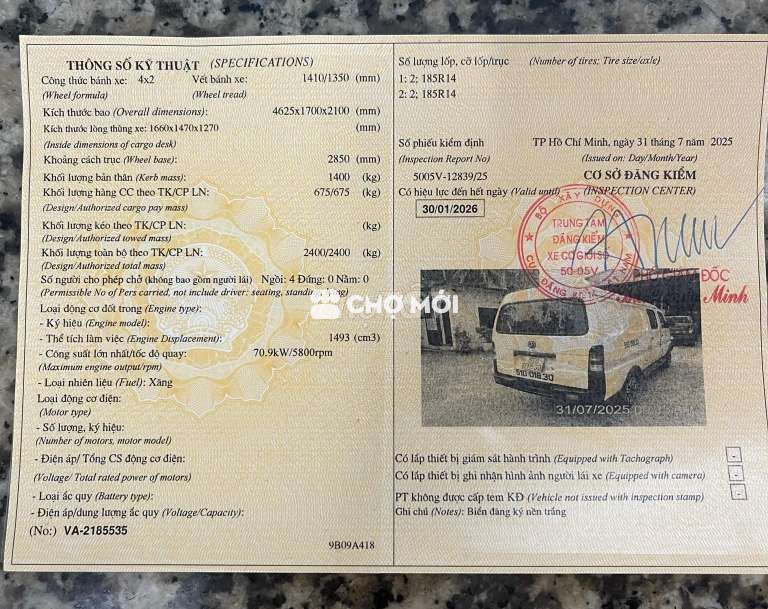 THÔNG SỐ KỸ THUẬT (SPECIFICATIONS)
Công thức bánh xe: 4x2 Vết bánh xe: 1410/1350 (mm)
(Wheel formula) (Wheel tread)
Kích thước bao (Overall dimensions): 4625x1700x2100 (mm)
Kích thước lòng thùng xe: 1660x1470x1270 (mm)
(Inside dimensions of cargo desk)
Khoảng cách trục (Wheel base): 2850 (mm)
Khối lượng bản thân (Kerb mass): 1400 (kg)
Khối lượng hàng CC theo TK/CP LN: 675/675 (kg)
(Design/Authorized cargo pay mass)
Khối lượng kéo theo TK/CP LN: (kg)
(Design/Authorized towed mass)
Khối lượng toàn bộ theo TK/CP LN: 2400/2400 (kg)
(Design/Authorized total mass)
Số người cho phép chở (không bao gồm người lái) Ngồi: 4 Đứng: 0 Nằm: 0
(Permissible No of Pers carried, not include driver: seating, standing, lying)
Loại động cơ đốt trong (Engine type):
- Ký hiệu (Engine model):
- Thể tích làm việc (Engine Displacement): 1493 (cm3)
- Công suất lớn nhất/tốc độ quay: 70.9kW/5800rpm
(Maximum engine output/rpm)
- Loại nhiên liệu (Fuel): Xăng
Loại động cơ điện:
(Motor type)
- Số lượng, ký hiệu:
(Number of motors, motor model)
- Điện áp/ Tổng CS động cơ điện:
(Voltage/ Total rated power of motors)
- Loại ắc quy (Battery type):
- Điện áp/dung lượng ắc quy (Voltage/Capacity):
(No:) VA-2185535
9B09A418
Số lượng lốp, cỡ lốp/trục (Number of tires; Tire size/axle)
1: 2; 185R14
2: 2; 185R14
Số phiếu kiểm định TP Hồ Chí Minh, ngày 31 tháng 7 năm 2025
(Inspection Report No) (Issued on: Day/Month/Year)
5005V-12839/25 CƠ SỞ ĐĂNG KIỂM
Có hiệu lực đến hết ngày (Valid until) (INSPECTION CENTER)
30/01/2026
BỘ XÂY DỰNG
TRUNG TÂM
ĐĂNG KIỂM
XE CƠ GIỚI SỐ
50-05V
ĐỐC
Minh
CHỢ MỚI
51D 018.30
31/07/2025
Có lắp thiết bị giám sát hành trình (Equipped with Tachograph) -
Có lắp thiết bị ghi nhận hình ảnh người lái xe (Equipped with camera) -
PT không được cấp tem KĐ (Vehicle not issued with inspection stamp) -
Ghi chú (Notes): Biển đăng ký nền trắng